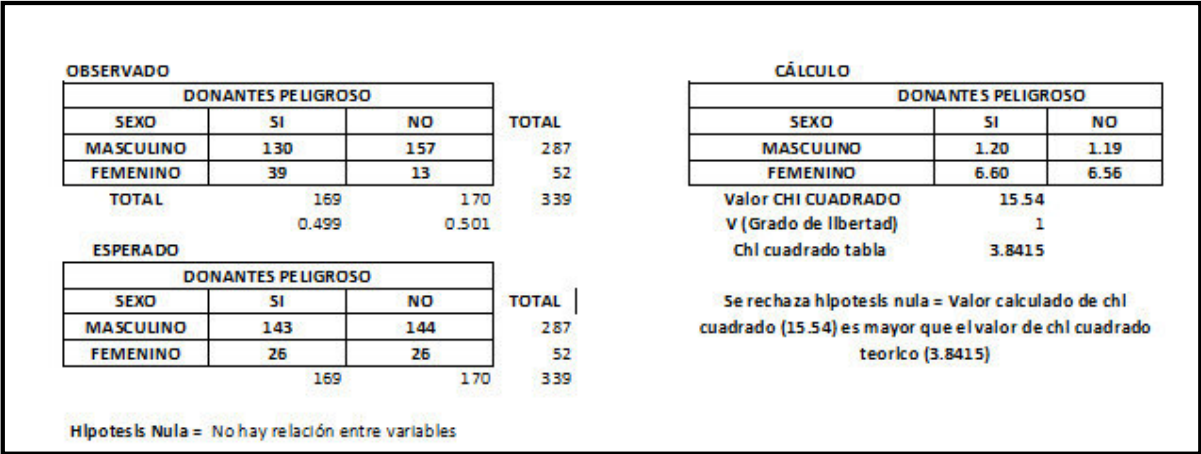 OBSERVADO
DONANTES PELIGROSO
SEXO SI NO TOTAL
MASCULINO 130 157 287
FEMENINO 39 13 52
TOTAL 169 170 339
0.499 0.501
ESPERADO
DONANTES PELIGROSO
SEXO SI NO TOTAL
MASCULINO 143 144 287
FEMENINO 26 26 52
169 170 339
Hipotesis Nula = No hay relación entre variables
CÁLCULO
DONANTES PELIGROSO
SEXO SI NO
MASCULINO 1.20 1.19
FEMENINO 6.60 6.56
Valor CHI CUADRADO 15.54
V (Grado de libertad) 1
Chi cuadrado tabla 3.8415
Se rechaza hipotesis nula = Valor calculado de chi
cuadrado (15.54) es mayor que el valor de chi cuadrado
teorico (3.8415)